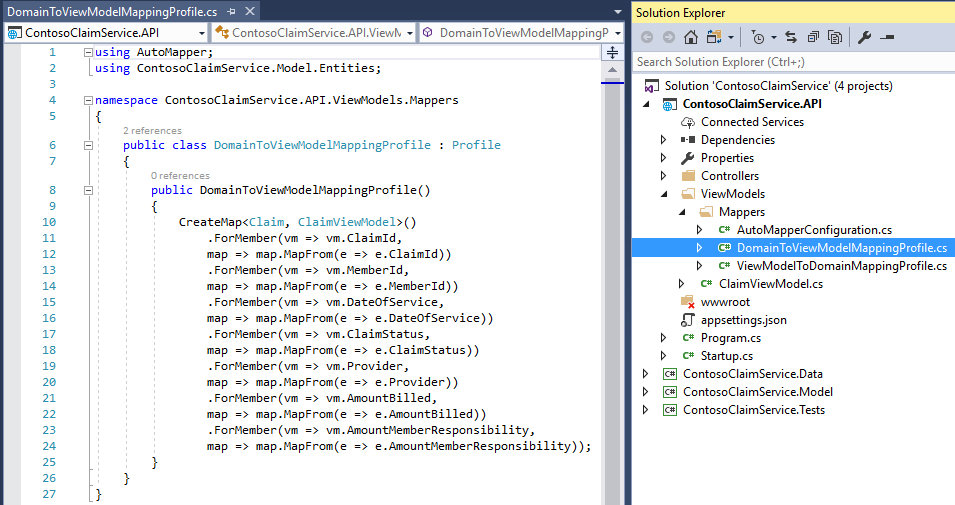 DomainToViewModelMappingProfile.cs
ContosoClaimService.API
ContosoClaimService.API.ViewM
DomainToViewModelMappingP
1 using AutoMapper;
2 using ContosoClaimService.Model.Entities;
3
4 namespace ContosoClaimService.API.ViewModels.Mappers
5 {
2 references
6 public class DomainToViewModelMappingProfile : Profile
7 {
0 references
8 public DomainToViewModelMappingProfile()
9 {
10 CreateMap<Claim, ClaimViewModel>()
11 .ForMember(vm => vm.ClaimId,
12 map => map.MapFrom(e => e.ClaimId))
13 .ForMember(vm => vm.MemberId,
14 map => map.MapFrom(e => e.MemberId))
15 .ForMember(vm => vm.DateOfService,
16 map => map.MapFrom(e => e.DateOfService))
17 .ForMember(vm => vm.ClaimStatus,
18 map => map.MapFrom(e => e.ClaimStatus))
19 .ForMember(vm => vm.Provider,
20 map => map.MapFrom(e => e.Provider))
21 .ForMember(vm => vm.AmountBilled,
22 map => map.MapFrom(e => e.AmountBilled))
23 .ForMember(vm => vm.AmountMemberResponsibility,
24 map => map.MapFrom(e => e.AmountMemberResponsibility));
25 }
26 }
27 }
Solution Explorer
Search Solution Explorer (Ctrl+;)
Solution 'ContosoClaimService' (4 projects)
ContosoClaimService.API
Connected Services
Dependencies
Properties
Controllers
ViewModels
Mappers
C# AutoMapperConfiguration.cs
C# DomainToViewModelMappingProfile.cs
C# ViewModelToDomainMappingProfile.cs
C# ClaimViewModel.cs
wwwroot
appsettings.json
C# Program.cs
C# Startup.cs
C# ContosoClaimService.Data
C# ContosoClaimService.Model
C# ContosoClaimService.Tests